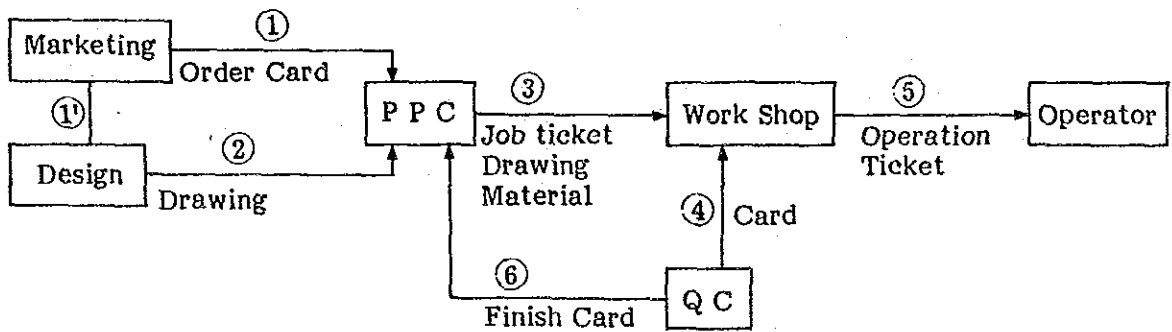 ①
Marketing
Order Card
①'
P P C
③
Work Shop
⑤
Operator
②
Job ticket
Operation
Design
Drawing
Ticket
Drawing
Material
④
Card
⑥
Q C
Finish Card